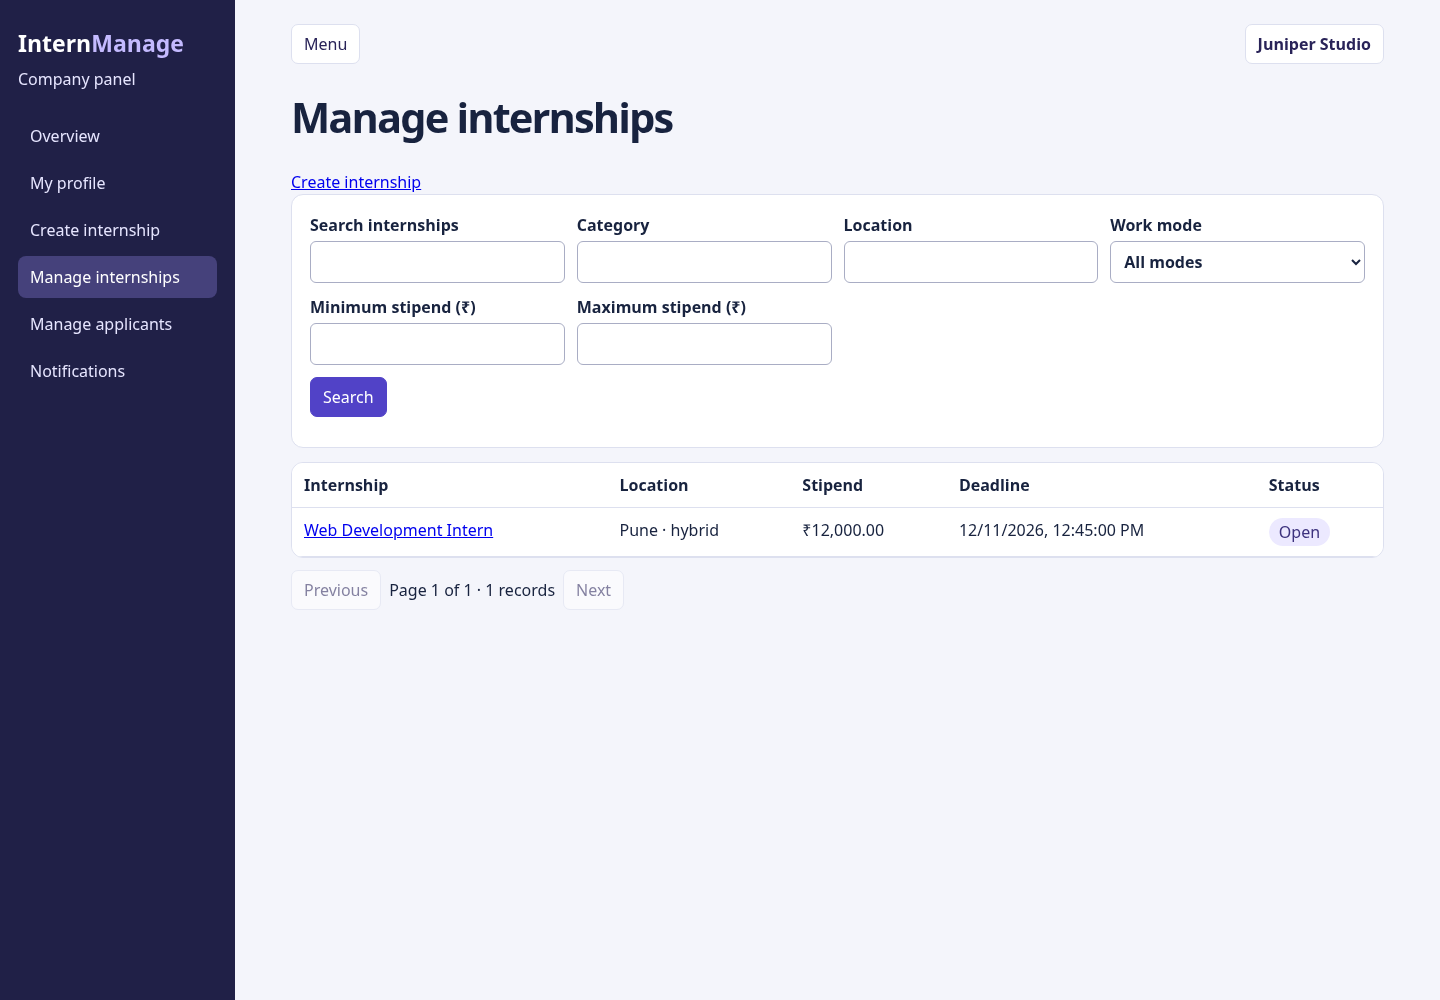 InternManage
Company panel
Overview
My profile
Create internship
Manage internships
Manage applicants
Notifications
Menu
Juniper Studio
Manage internships
Create internship
Search internships Category Location Work mode
All modes
Minimum stipend (₹) Maximum stipend (₹)
Search
Internship Location Stipend Deadline Status
Web Development Intern Pune · hybrid ₹12,000.00 12/11/2026, 12:45:00 PM Open
Previous Page 1 of 1 · 1 records Next